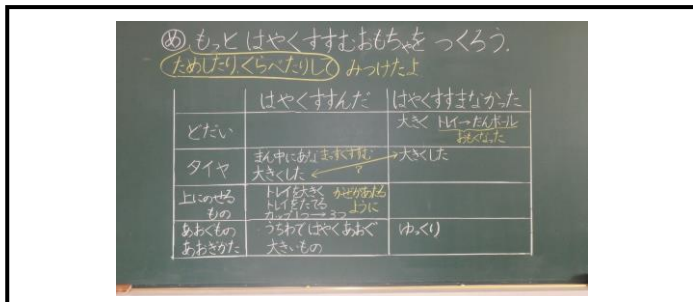 め もっと はやくすすむおもちゃを つくろう.
ためしたり、くらべたりして みつけたよ
はやくすすんだ はやくすすまなかった
どだい 大きく トレイ→だんボール
おもくなった
タイヤ まん中にあな まっすぐすすむ 大きくした
大きくした ?
上にのせる トレイを大きく かぜがあたる
もの トレイをたてる ように
カップ1つ→3つ
あおぐもの うちわではやくあおぐ ゆっくり
あおぎかた 大きいもの